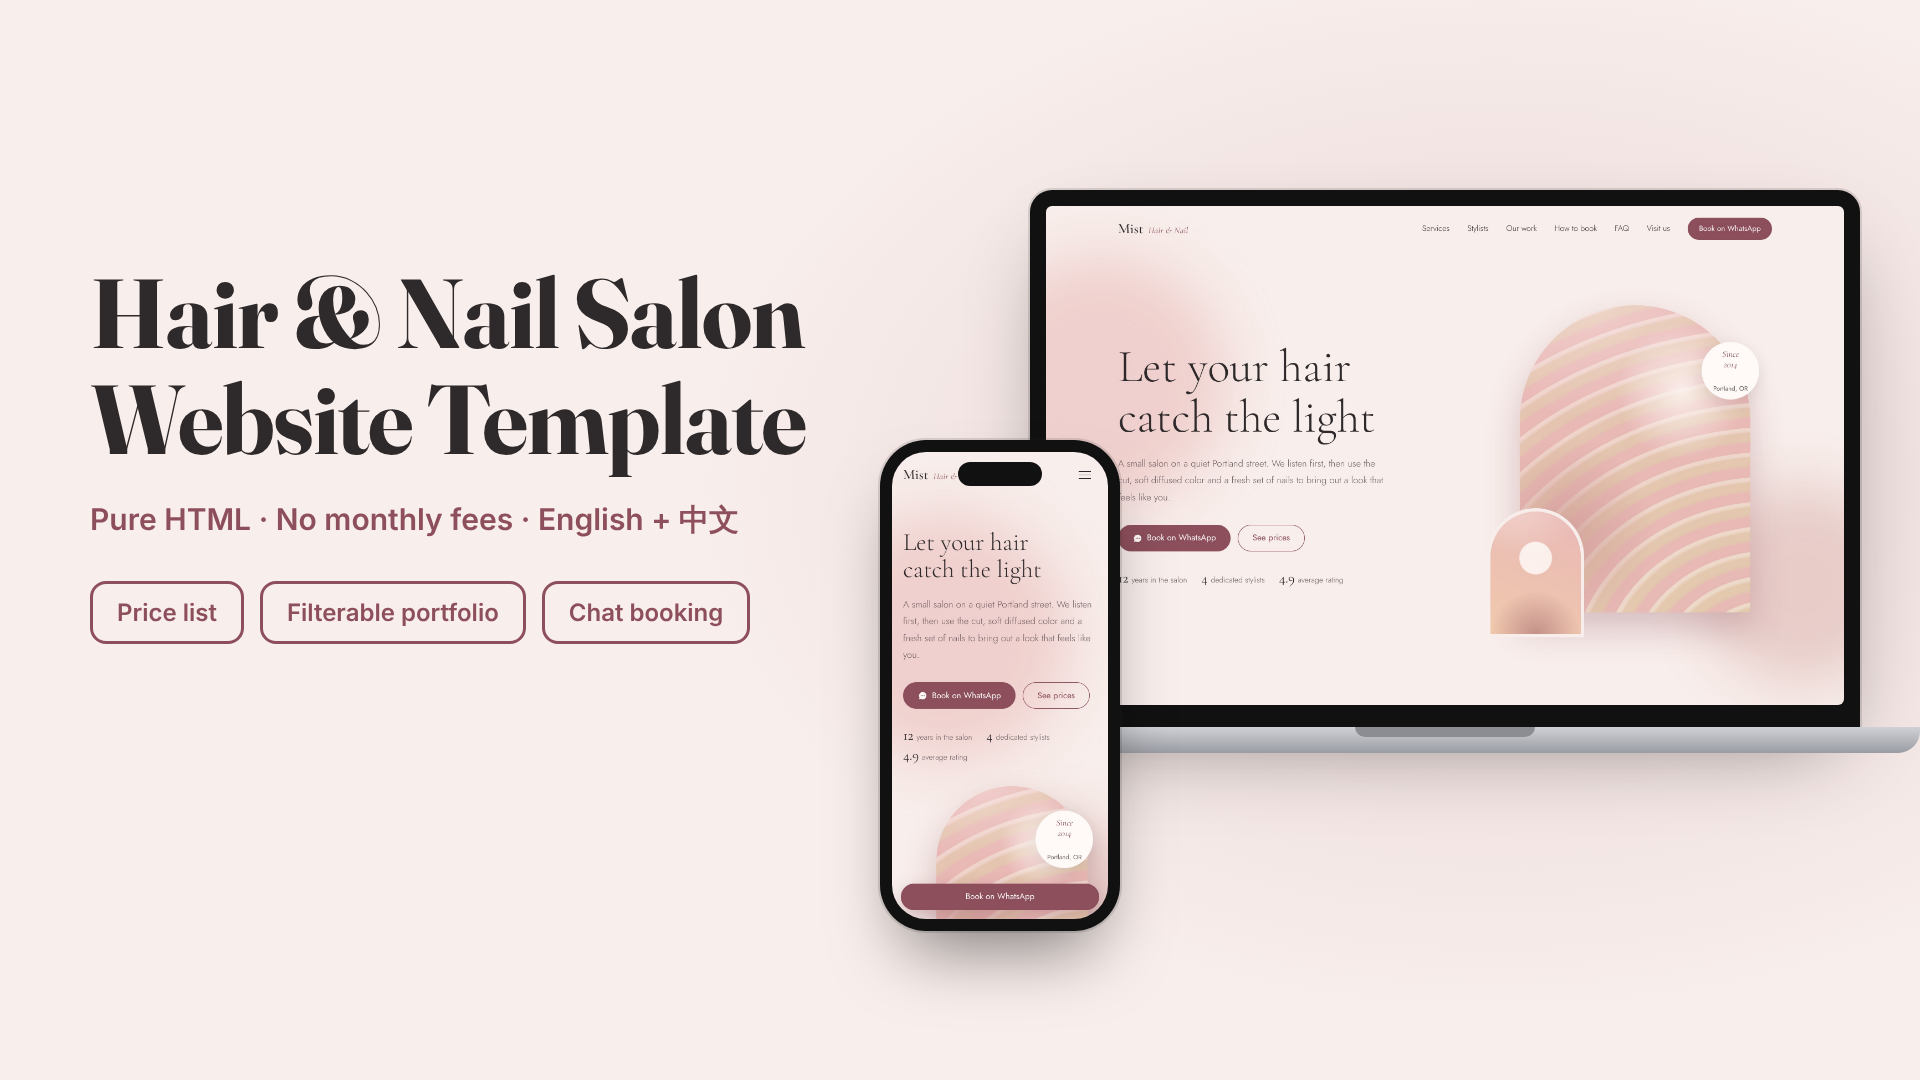 Hair & Nail Salon
Website Template
Pure HTML · No monthly fees · English + 中文
Price list
Filterable portfolio
Chat booking
Mist Hair & Nail
Services
Stylists
Our work
How to book
FAQ
Visit us
Book on WhatsApp
Let your hair
catch the light
A small salon on a quiet Portland street. We listen first, then use the
cut, soft diffused color and a fresh set of nails to bring out a look that
feels like you.
Book on WhatsApp
See prices
12 years in the salon
4 dedicated stylists
4.9 average rating
Since
2014
Portland, OR
Mist Hair &
Let your hair
catch the light
A small salon on a quiet Portland street. We listen
first, then use the cut, soft diffused color and a
fresh set of nails to bring out a look that feels like
you.
Book on WhatsApp
See prices
12 years in the salon
4 dedicated stylists
4.9 average rating
Since
2014
Portland, OR
Book on WhatsApp